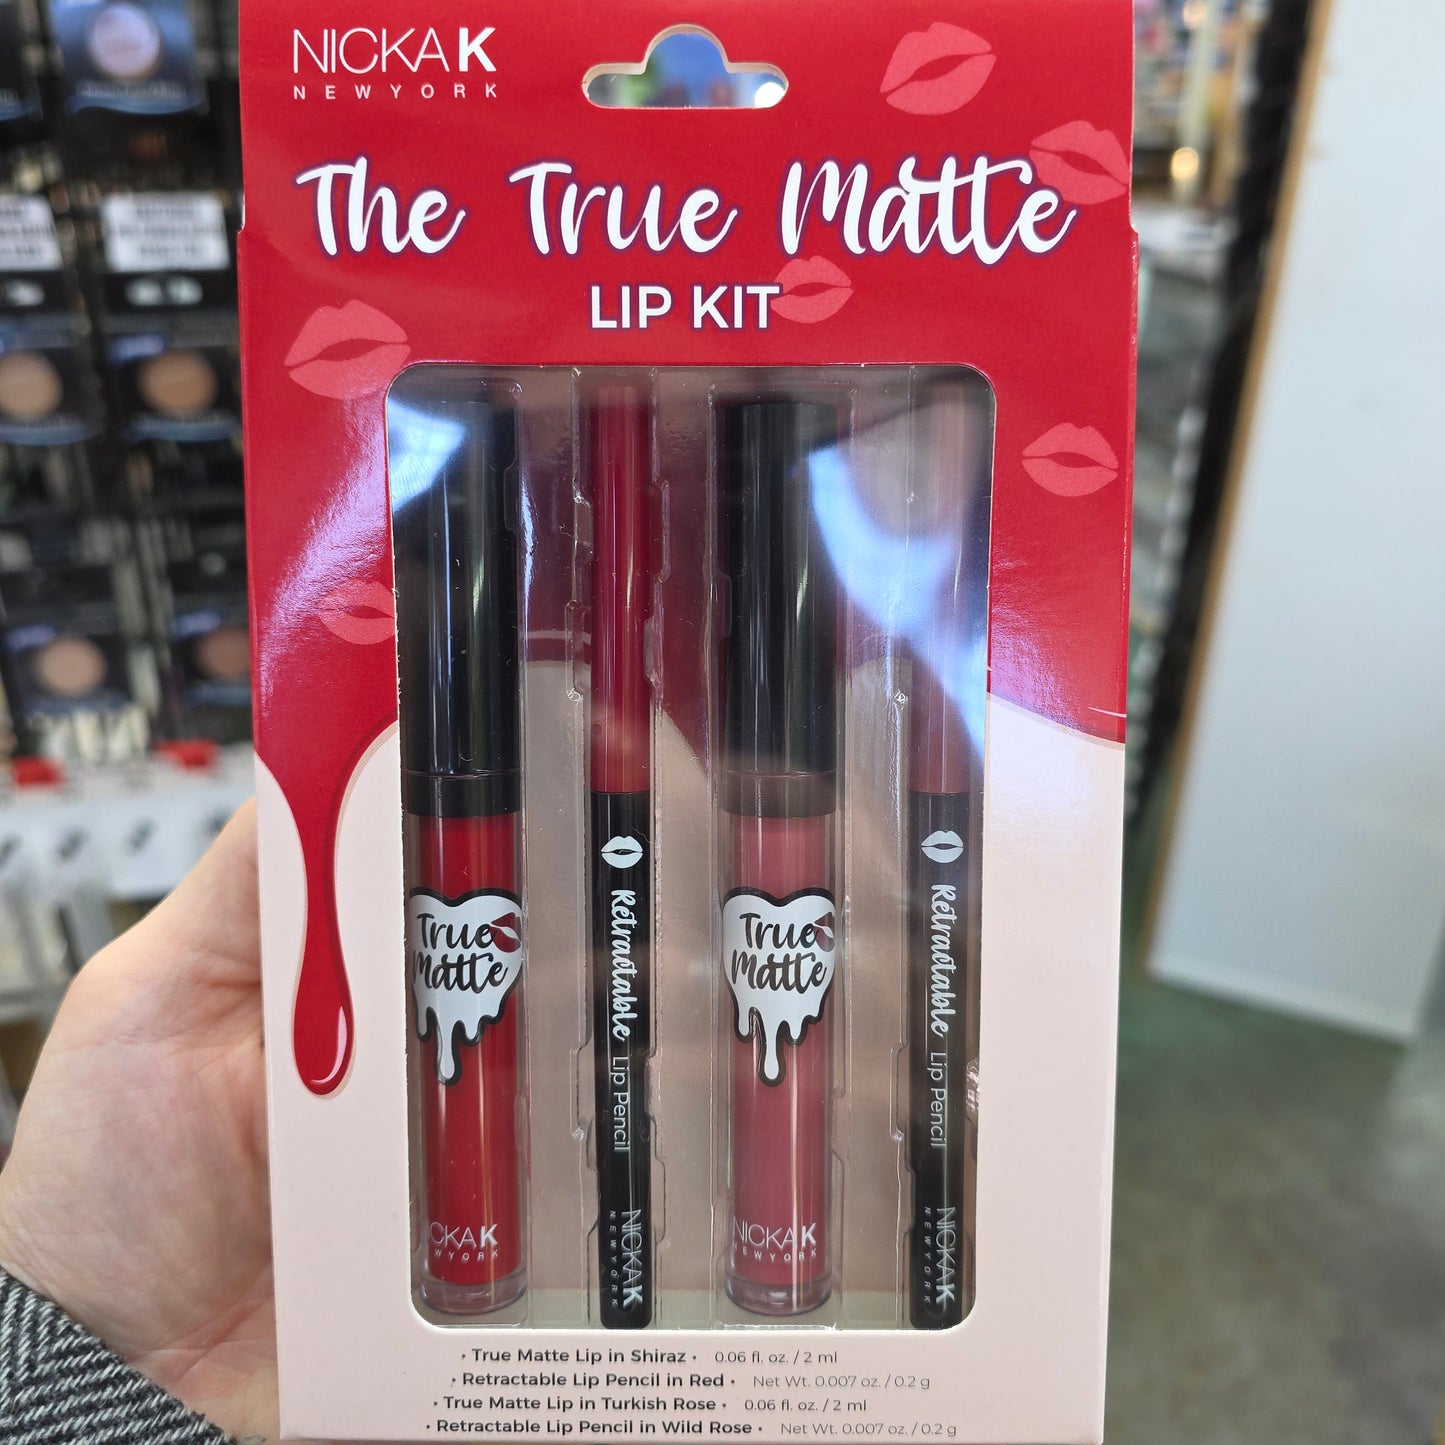 NICKA K
NEW YORK
The True Matte
LIP KIT
True
Matte
CKA K
W YORK
Retractable Lip Pencil
NICKA K
NEW YORK
True
Matte
NICKA K
NEW YORK
Retractable Lip Pencil
NICKA K
NEW YORK
• True Matte Lip in Shiraz • 0.06 fl. oz. / 2 ml
• Retractable Lip Pencil in Red • Net Wt. 0.007 oz. / 0.2 g
• True Matte Lip in Turkish Rose • 0.06 fl. oz. / 2 ml
• Retractable Lip Pencil in Wild Rose • Net Wt. 0.007 oz. / 0.2 g